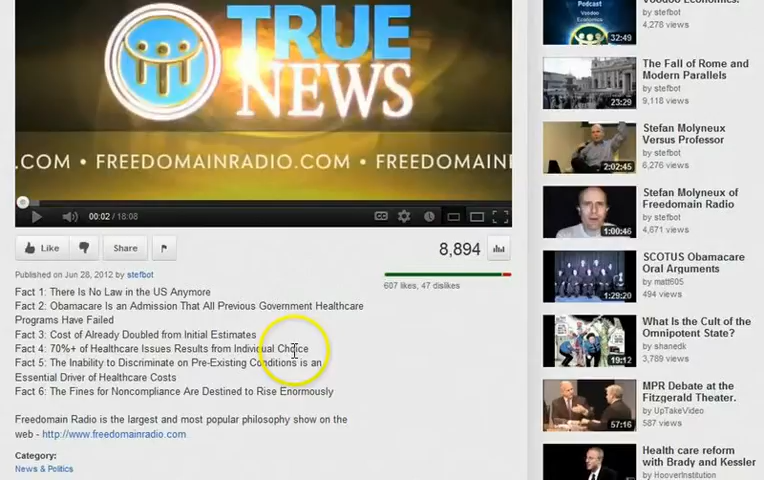 TRUE
NEWS
.COM • FREEDOMAINRADIO.COM • FREEDOMAINF
00:02 / 18:08
CC
Like
Share
8,894
Published on Jun 28, 2012 by stefbot
607 likes, 47 dislikes
Fact 1: There Is No Law in the US Anymore
Fact 2: Obamacare Is an Admission That All Previous Government Healthcare
Programs Have Failed
Fact 3: Cost of Already Doubled from Initial Estimates
Fact 4: 70%+ of Healthcare Issues Results from Individual Choice
Fact 5: The Inability to Discriminate on Pre-Existing Conditions is an
Essential Driver of Healthcare Costs
Fact 6: The Fines for Noncompliance Are Destined to Rise Enormously
Freedomain Radio is the largest and most popular philosophy show on the
web - http://www.freedomainradio.com
Category:
News & Politics
Podcast
Voodoo
Economics
32:49
Voodoo Economics.
by stefbot
4,278 views
23:29
The Fall of Rome and
Modern Parallels
by stefbot
9,118 views
2:02:45
Stefan Molyneux
Versus Professor
by stefbot
6,276 views
1:00:46
Stefan Molyneux of
Freedomain Radio
by stefbot
4,671 views
1:29:20
SCOTUS Obamacare
Oral Arguments
by matt605
494 views
19:12
What Is the Cult of the
Omnipotent State?
by shanedk
3,789 views
57:16
MPR Debate at the
Fitzgerald Theater.
by UpTakeVideo
587 views
Health care reform
with Brady and Kessler
by HooverInstitution